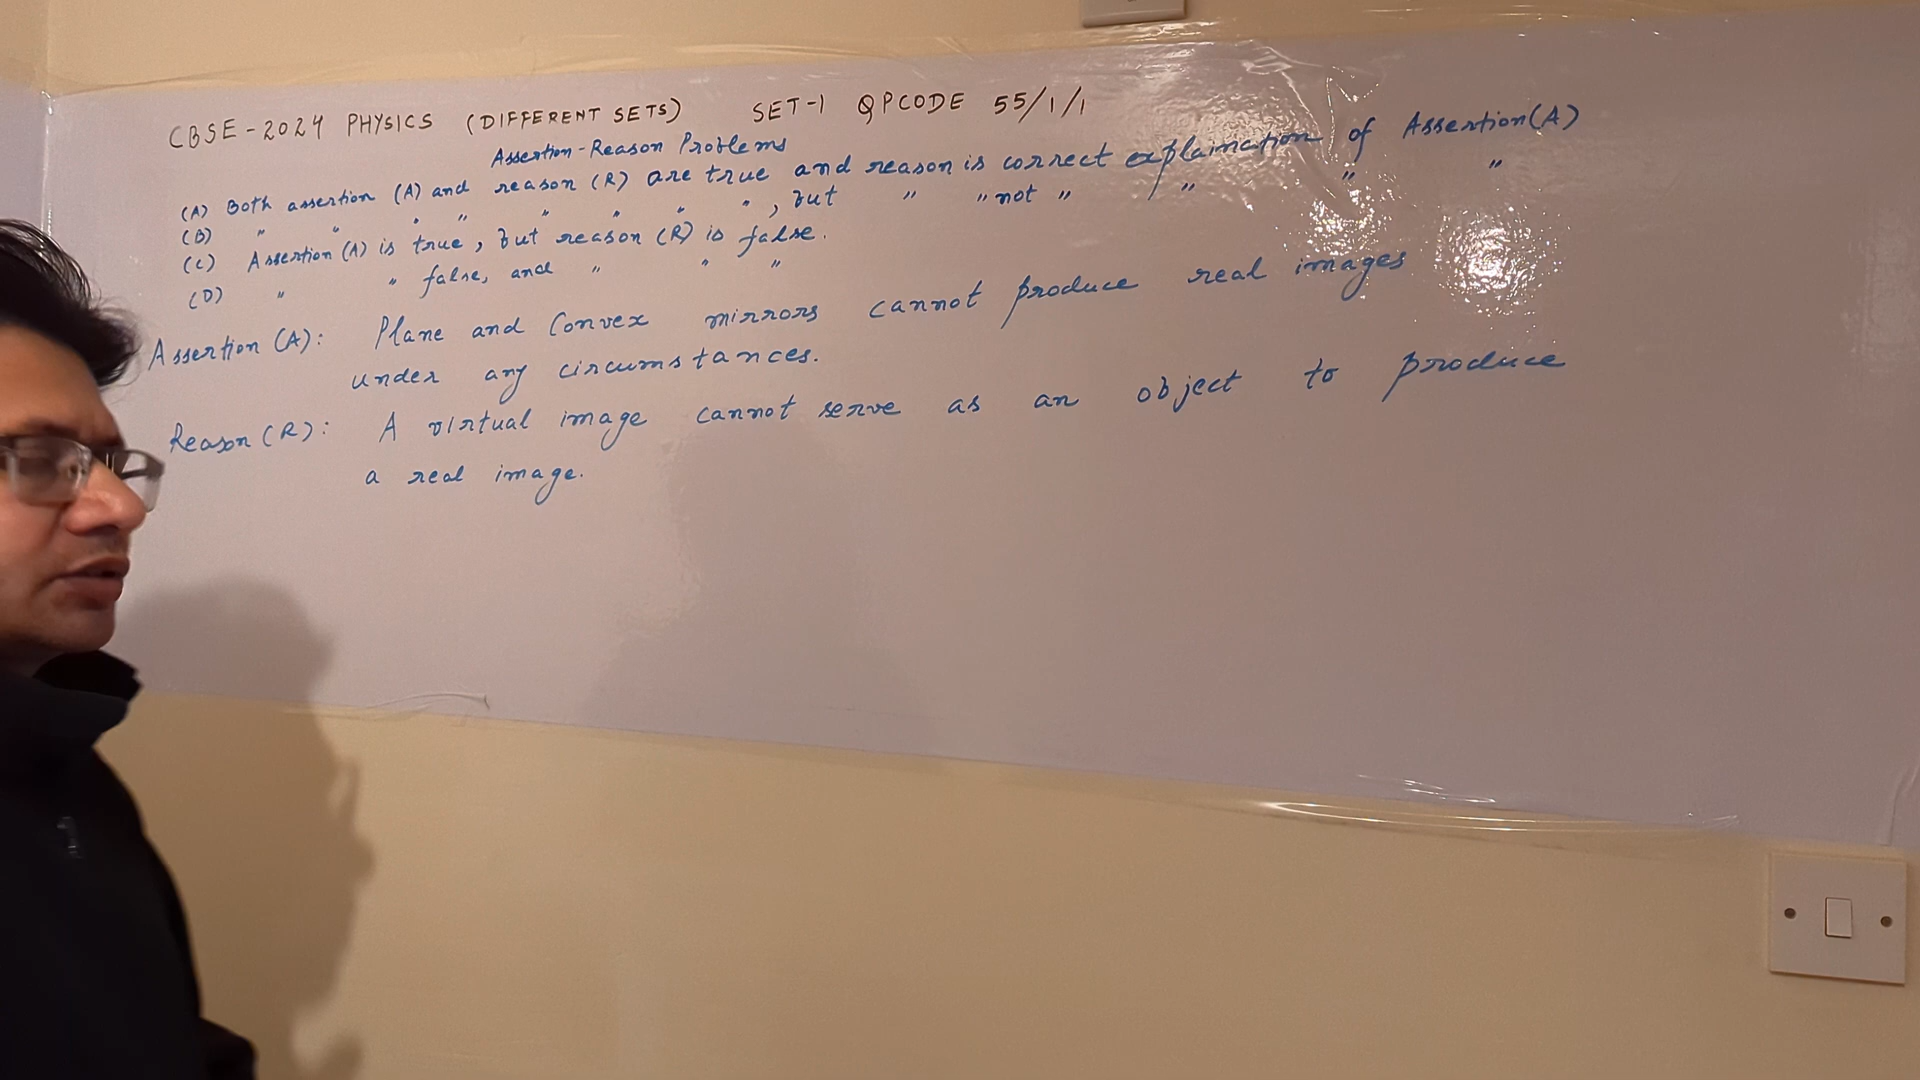 CBSE-2024 PHYSICS (DIFFERENT SETS) SET-1 QPCODE 55/1/1
Assertion-Reason Problems
(A) Both assertion (A) and reason (R) are true and reason is correct explaination of Assertion(A)
(B) " " " " " " " " , but " " not " " " "
(C) Assertion (A) is true, but reason (R) is false.
(D) " " false, and " " "
Assertion (A): Plane and Convex mirrors cannot produce real images
under any circumstances.
Reason (R): A virtual image cannot serve as an object to produce
a real image.